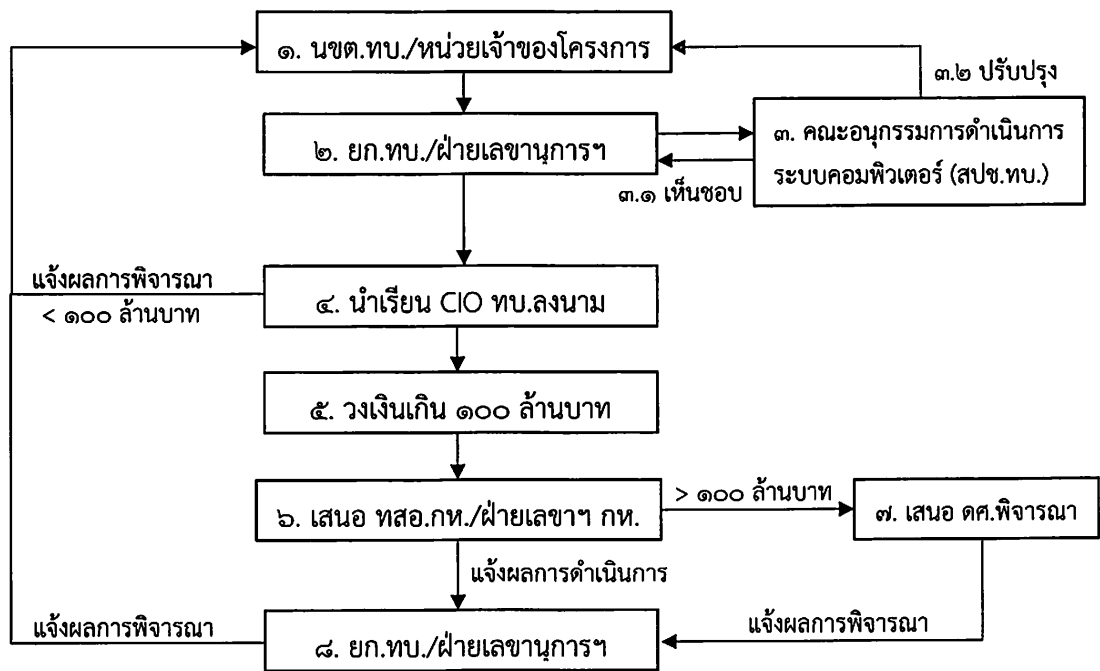 ๑. นขต.ทบ./หน่วยเจ้าของโครงการ
๓.๒ ปรับปรุง
๒. ยก.ทบ./ฝ่ายเลขานุการฯ
๓. คณะอนุกรรมการดำเนินการ
ระบบคอมพิวเตอร์ (สปช.ทบ.)
๓.๑ เห็นชอบ
แจ้งผลการพิจารณา
< ๑๐๐ ล้านบาท
๔. นำเรียน CIO ทบ.ลงนาม
๕. วงเงินเกิน ๑๐๐ ล้านบาท
๖. เสนอ ทสอ.กห./ฝ่ายเลขาฯ กห.
> ๑๐๐ ล้านบาท
๗. เสนอ ดศ.พิจารณา
แจ้งผลการดำเนินการ
แจ้งผลการพิจารณา
๘. ยก.ทบ./ฝ่ายเลขานุการฯ
แจ้งผลการพิจารณา